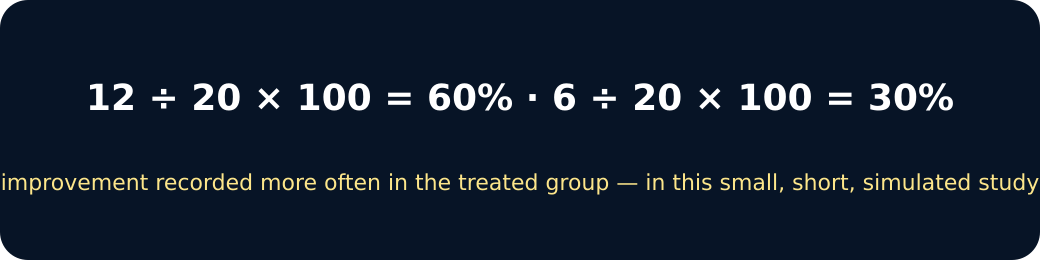 12 ÷ 20 × 100 = 60% · 6 ÷ 20 × 100 = 30%
improvement recorded more often in the treated group — in this small, short, simulated study